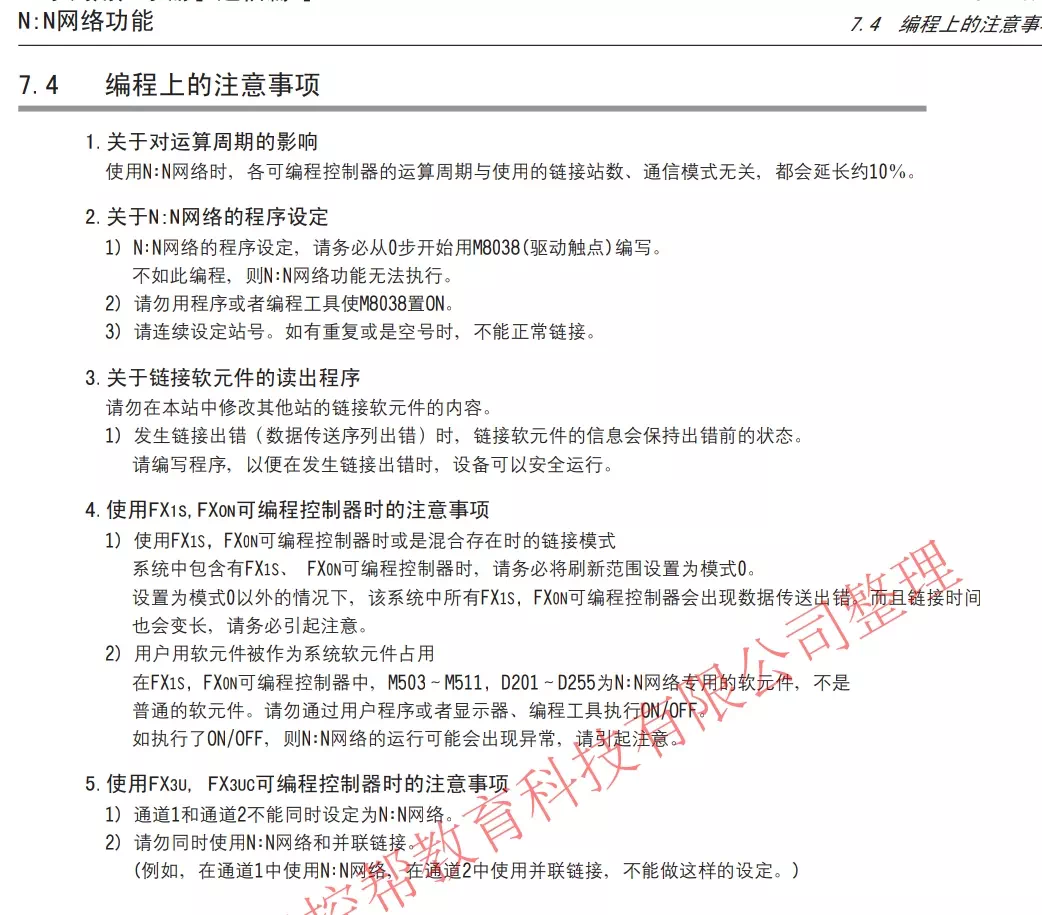 N:N网络功能
7.4 编程上的注意事
7.4 编程上的注意事项
1. 关于对运算周期的影响
使用N:N网络时，各可编程控制器的运算周期与使用的链接站数、通信模式无关，都会延长约10%。
2. 关于N:N网络的程序设定
1) N:N网络的程序设定，请务必从0步开始用M8038(驱动触点)编写。
不如此编程，则N:N网络功能无法执行。
2) 请勿用程序或者编程工具使M8038置ON。
3) 请连续设定站号。如有重复或是空号时，不能正常链接。
3. 关于链接软元件的读出程序
请勿在本站中修改其他站的链接软元件的内容。
1) 发生链接出错（数据传送序列出错）时，链接软元件的信息会保持出错前的状态。
请编写程序，以便在发生链接出错时，设备可以安全运行。
4. 使用FX1S,FX0N可编程控制器时的注意事项
1) 使用FX1S，FX0N可编程控制器时或是混合存在时的链接模式
系统中包含有FX1S、 FX0N可编程控制器时，请务必将刷新范围设置为模式0。
设置为模式0以外的情况下，该系统中所有FX1S，FX0N可编程控制器会出现数据传送出错，而且链接时间
也会变长，请务必引起注意。
2) 用户用软元件被作为系统软元件占用
在FX1S，FX0N可编程控制器中，M503～M511，D201～D255为N:N网络专用的软元件，不是
普通的软元件。请勿通过用户程序或者显示器、编程工具执行ON/OFF。
如执行了ON/OFF，则N:N网络的运行可能会出现异常，请引起注意。
5. 使用FX3U， FX3UC可编程控制器时的注意事项
1) 通道1和通道2不能同时设定为N:N网络。
2) 请勿同时使用N:N网络和并联链接。
(例如，在通道1中使用N:N网络，在通道2中使用并联链接，不能做这样的设定。)
控帮教育科技有限公司整理